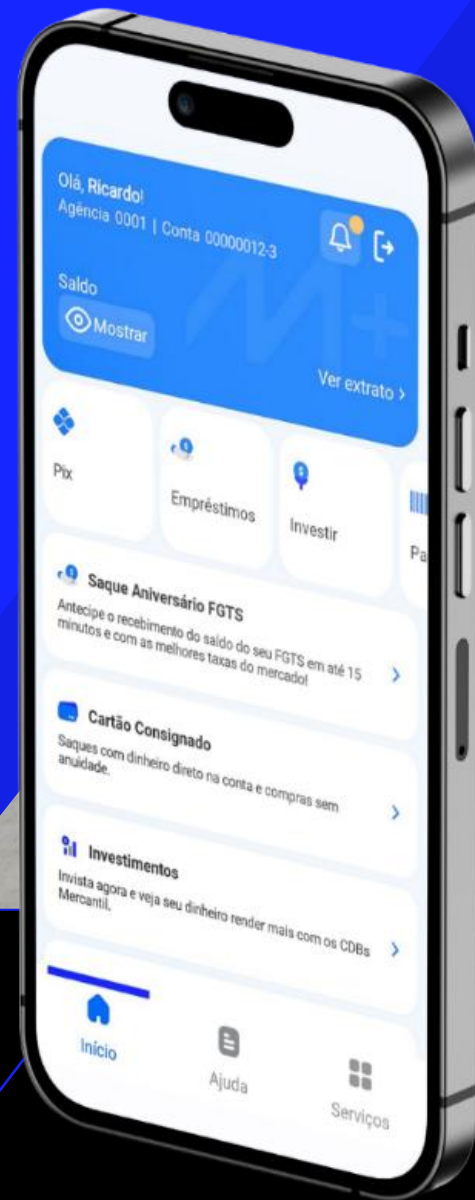 Olá, Ricardo!
Agência 0001 | Conta 00000012-3
Saldo
Mostrar
Ver extrato >
Pix
Empréstimos
Investir
Pa
Saque Aniversário FGTS
Antecipe o recebimento do saldo do seu FGTS em até 15
minutos e com as melhores taxas do mercado!
Cartão Consignado
Saques com dinheiro direto na conta e compras sem
anuidade.
Investimentos
Invista agora e veja seu dinheiro render mais com os CDBs
Mercantil.
Início
Ajuda
Serviços